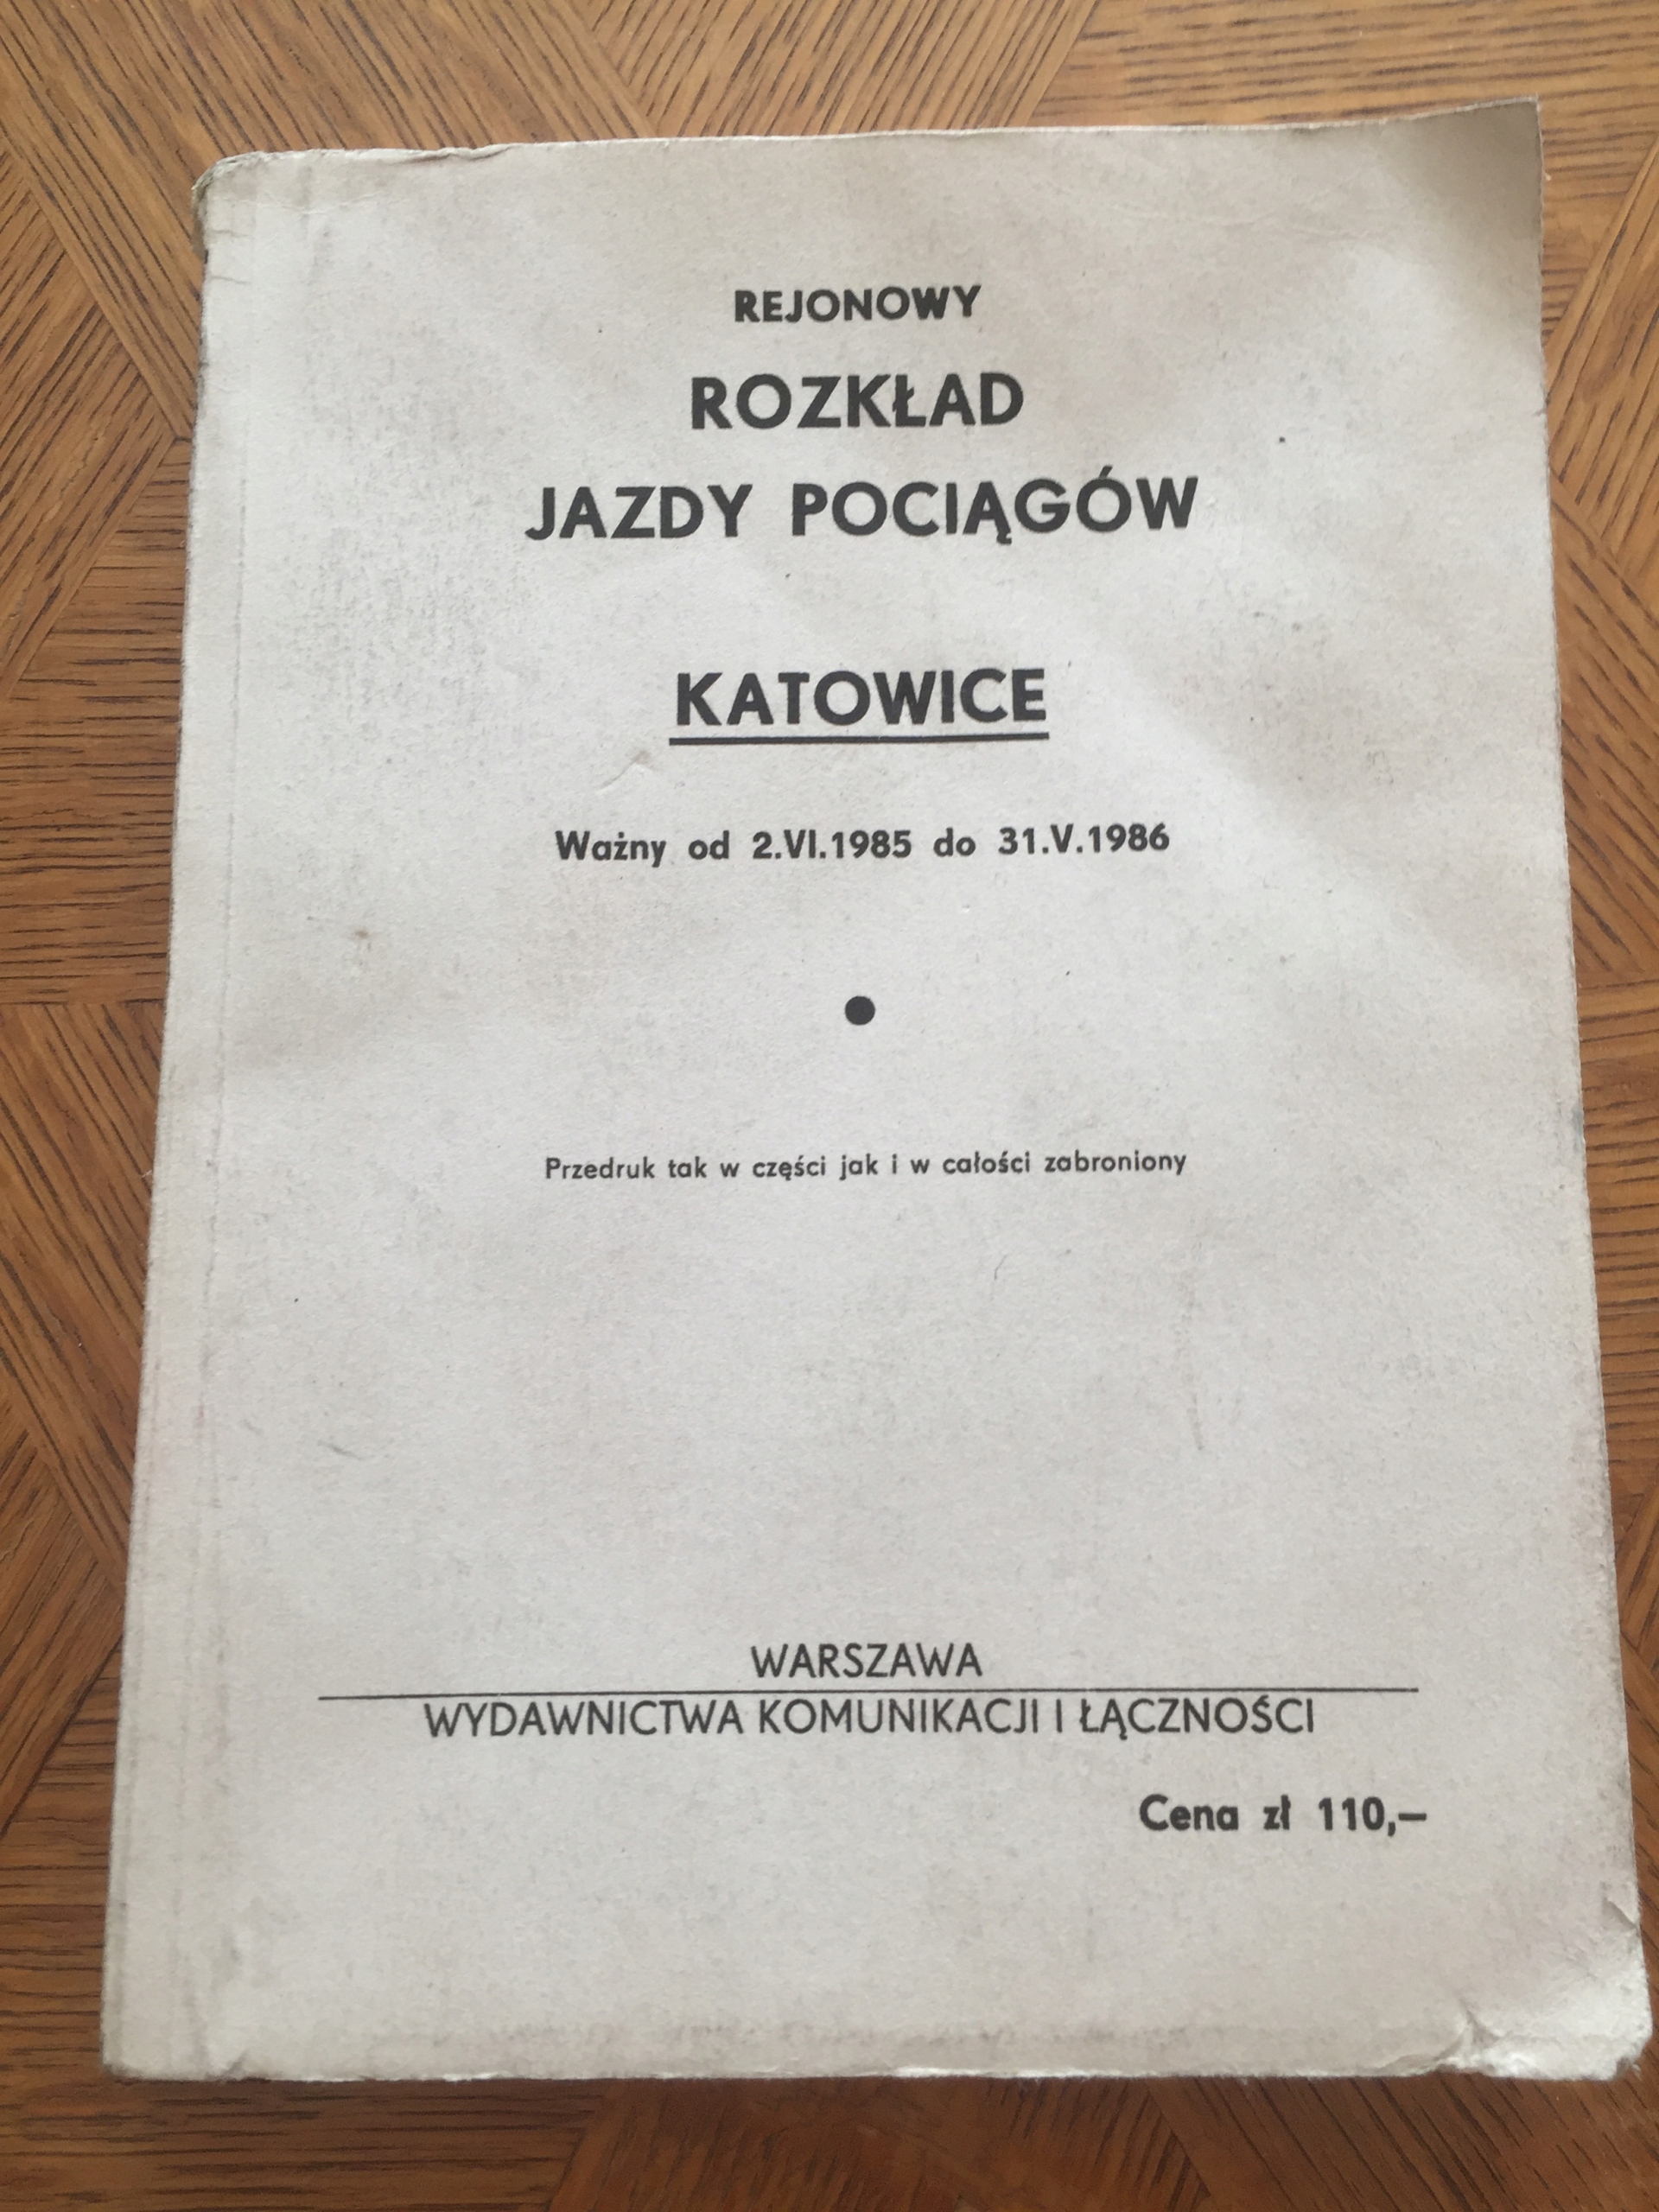 REJONOWY
ROZKŁAD
JAZDY POCIĄGÓW
KATOWICE
Ważny od 2.VI.1985 do 31.V.1986
●
Przedruk tak w części jak i w całości zabroniony
WARSZAWA
WYDAWNICTWA KOMUNIKACJI I ŁĄCZNOŚCI
Cena zł 110,—